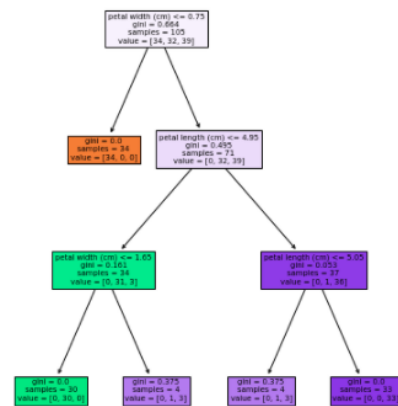 petal width (cm) <= 0.75
gini = 0.664
samples = 105
value = [34, 32, 39]
gini = 0.0
samples = 34
value = [34, 0, 0]
petal length (cm) <= 4.95
gini = 0.495
samples = 71
value = [0, 32, 39]
petal width (cm) <= 1.65
gini = 0.161
samples = 34
value = [0, 31, 3]
petal length (cm) <= 5.05
gini = 0.053
samples = 37
value = [0, 1, 36]
gini = 0.0
samples = 30
value = [0, 30, 0]
gini = 0.375
samples = 4
value = [0, 1, 3]
gini = 0.375
samples = 4
value = [0, 1, 3]
gini = 0.0
samples = 33
value = [0, 0, 33]